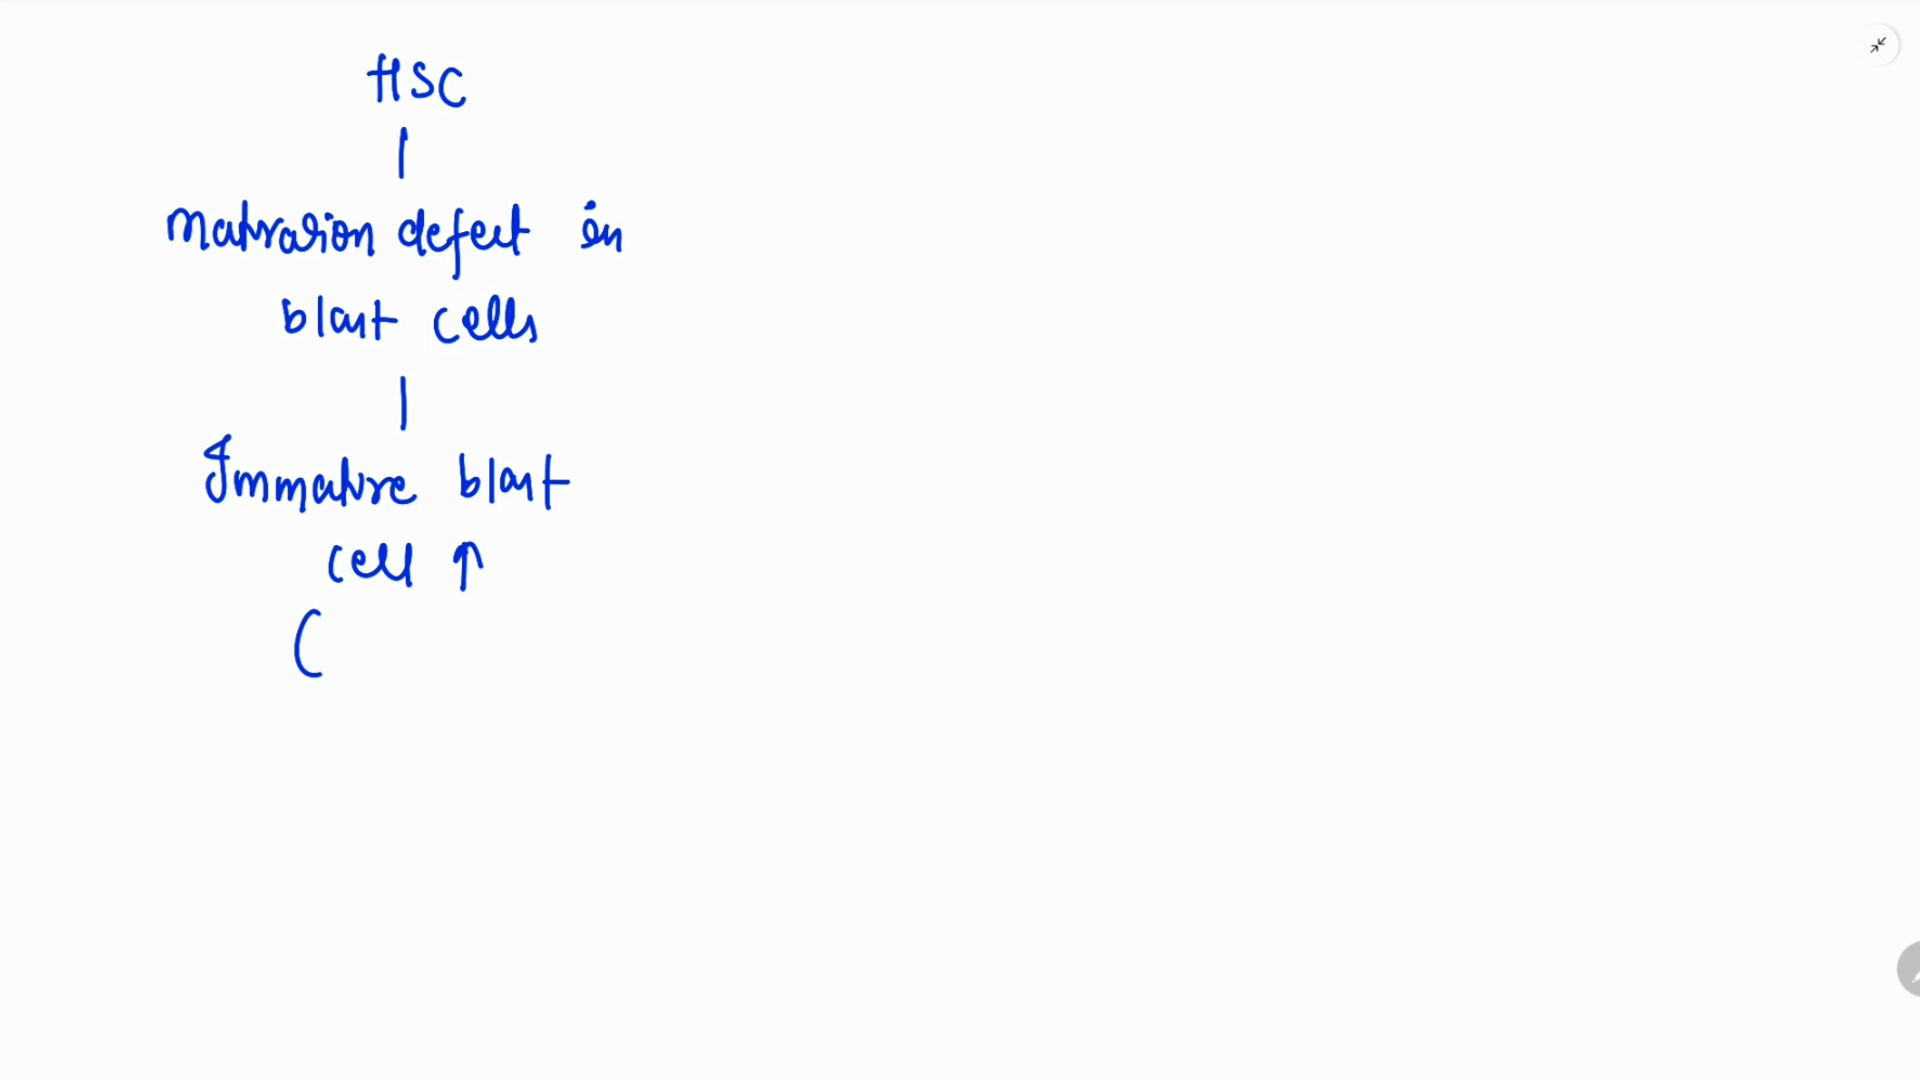 HSC
Maturation defect in
blast cells
Immature blast
cell ↑
(